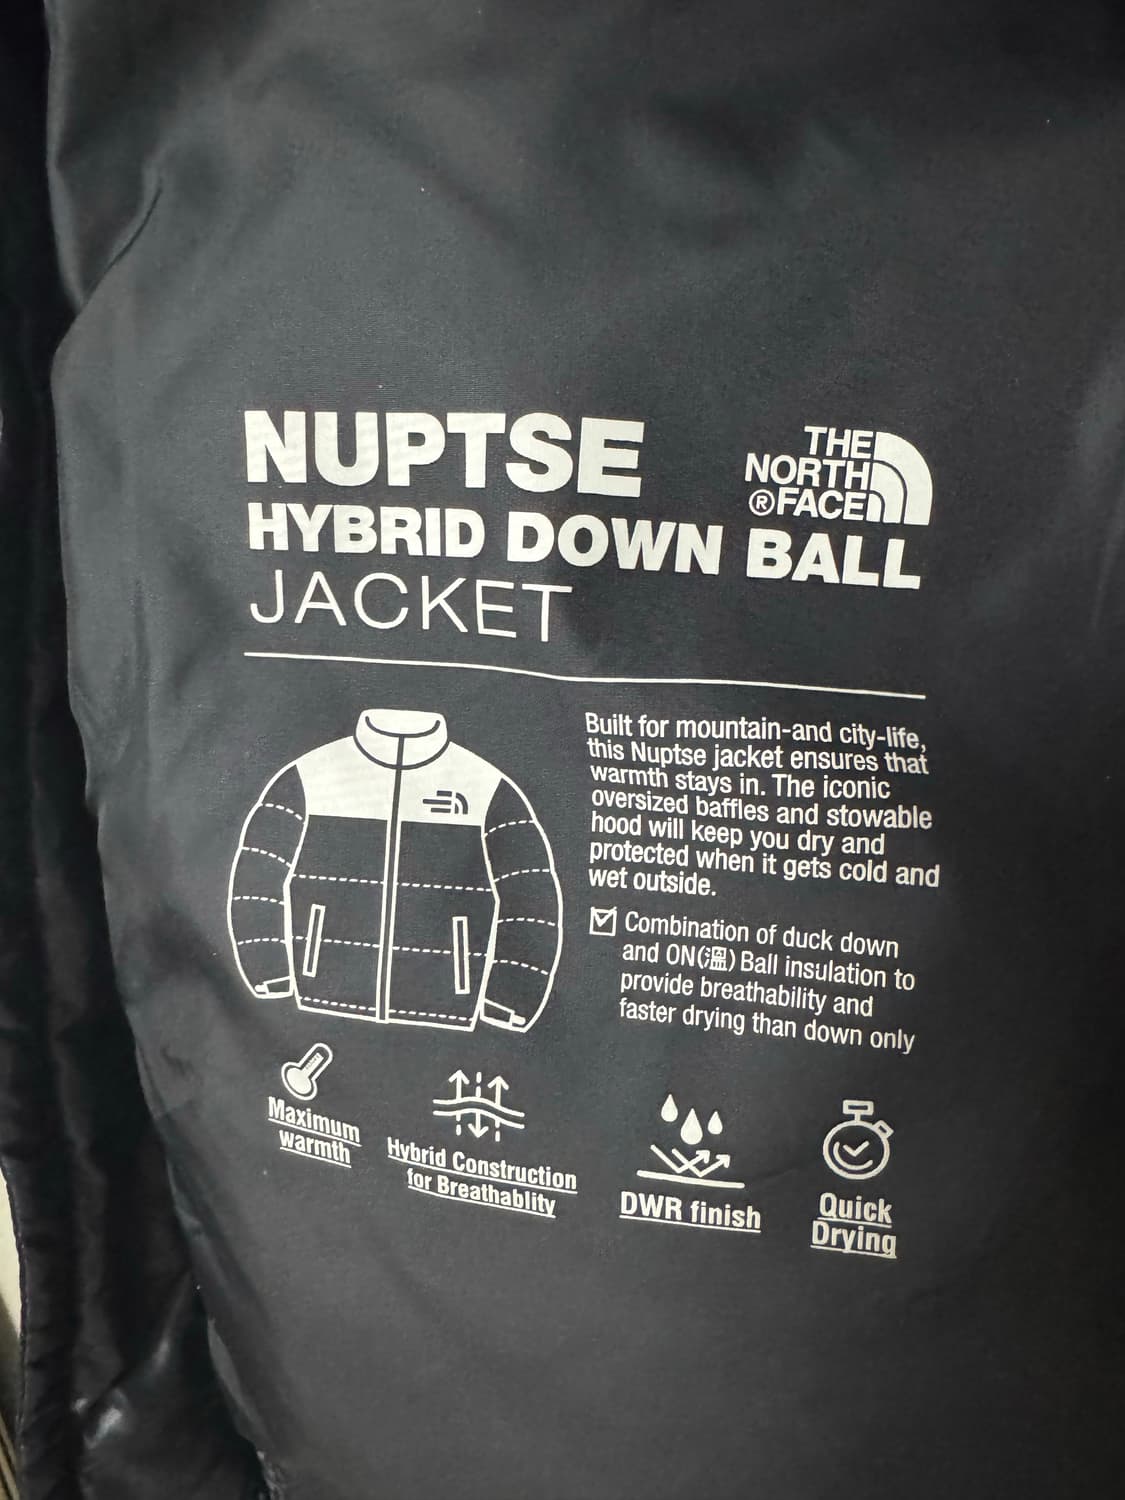 NUPTSE
THE
NORTH
®FACE
HYBRID DOWN BALL
JACKET
Built for mountain-and city-life,
this Nuptse jacket ensures that
warmth stays in. The iconic
oversized baffles and stowable
hood will keep you dry and
protected when it gets cold and
wet outside.
Combination of duck down
and ON(溫) Ball insulation to
provide breathability and
faster drying than down only
Maximum
warmth
Hybrid Construction
for Breathablity
DWR finish
Quick
Drying